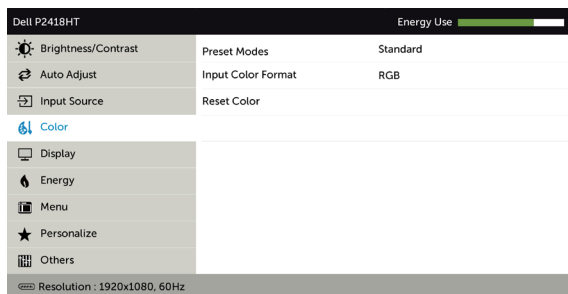 Dell P2418HT Energy Use
Brightness/Contrast
Preset Modes Standard
Auto Adjust
Input Color Format RGB
Input Source
Reset Color
Color
Display
Energy
Menu
Personalize
Others
Resolution : 1920x1080, 60Hz